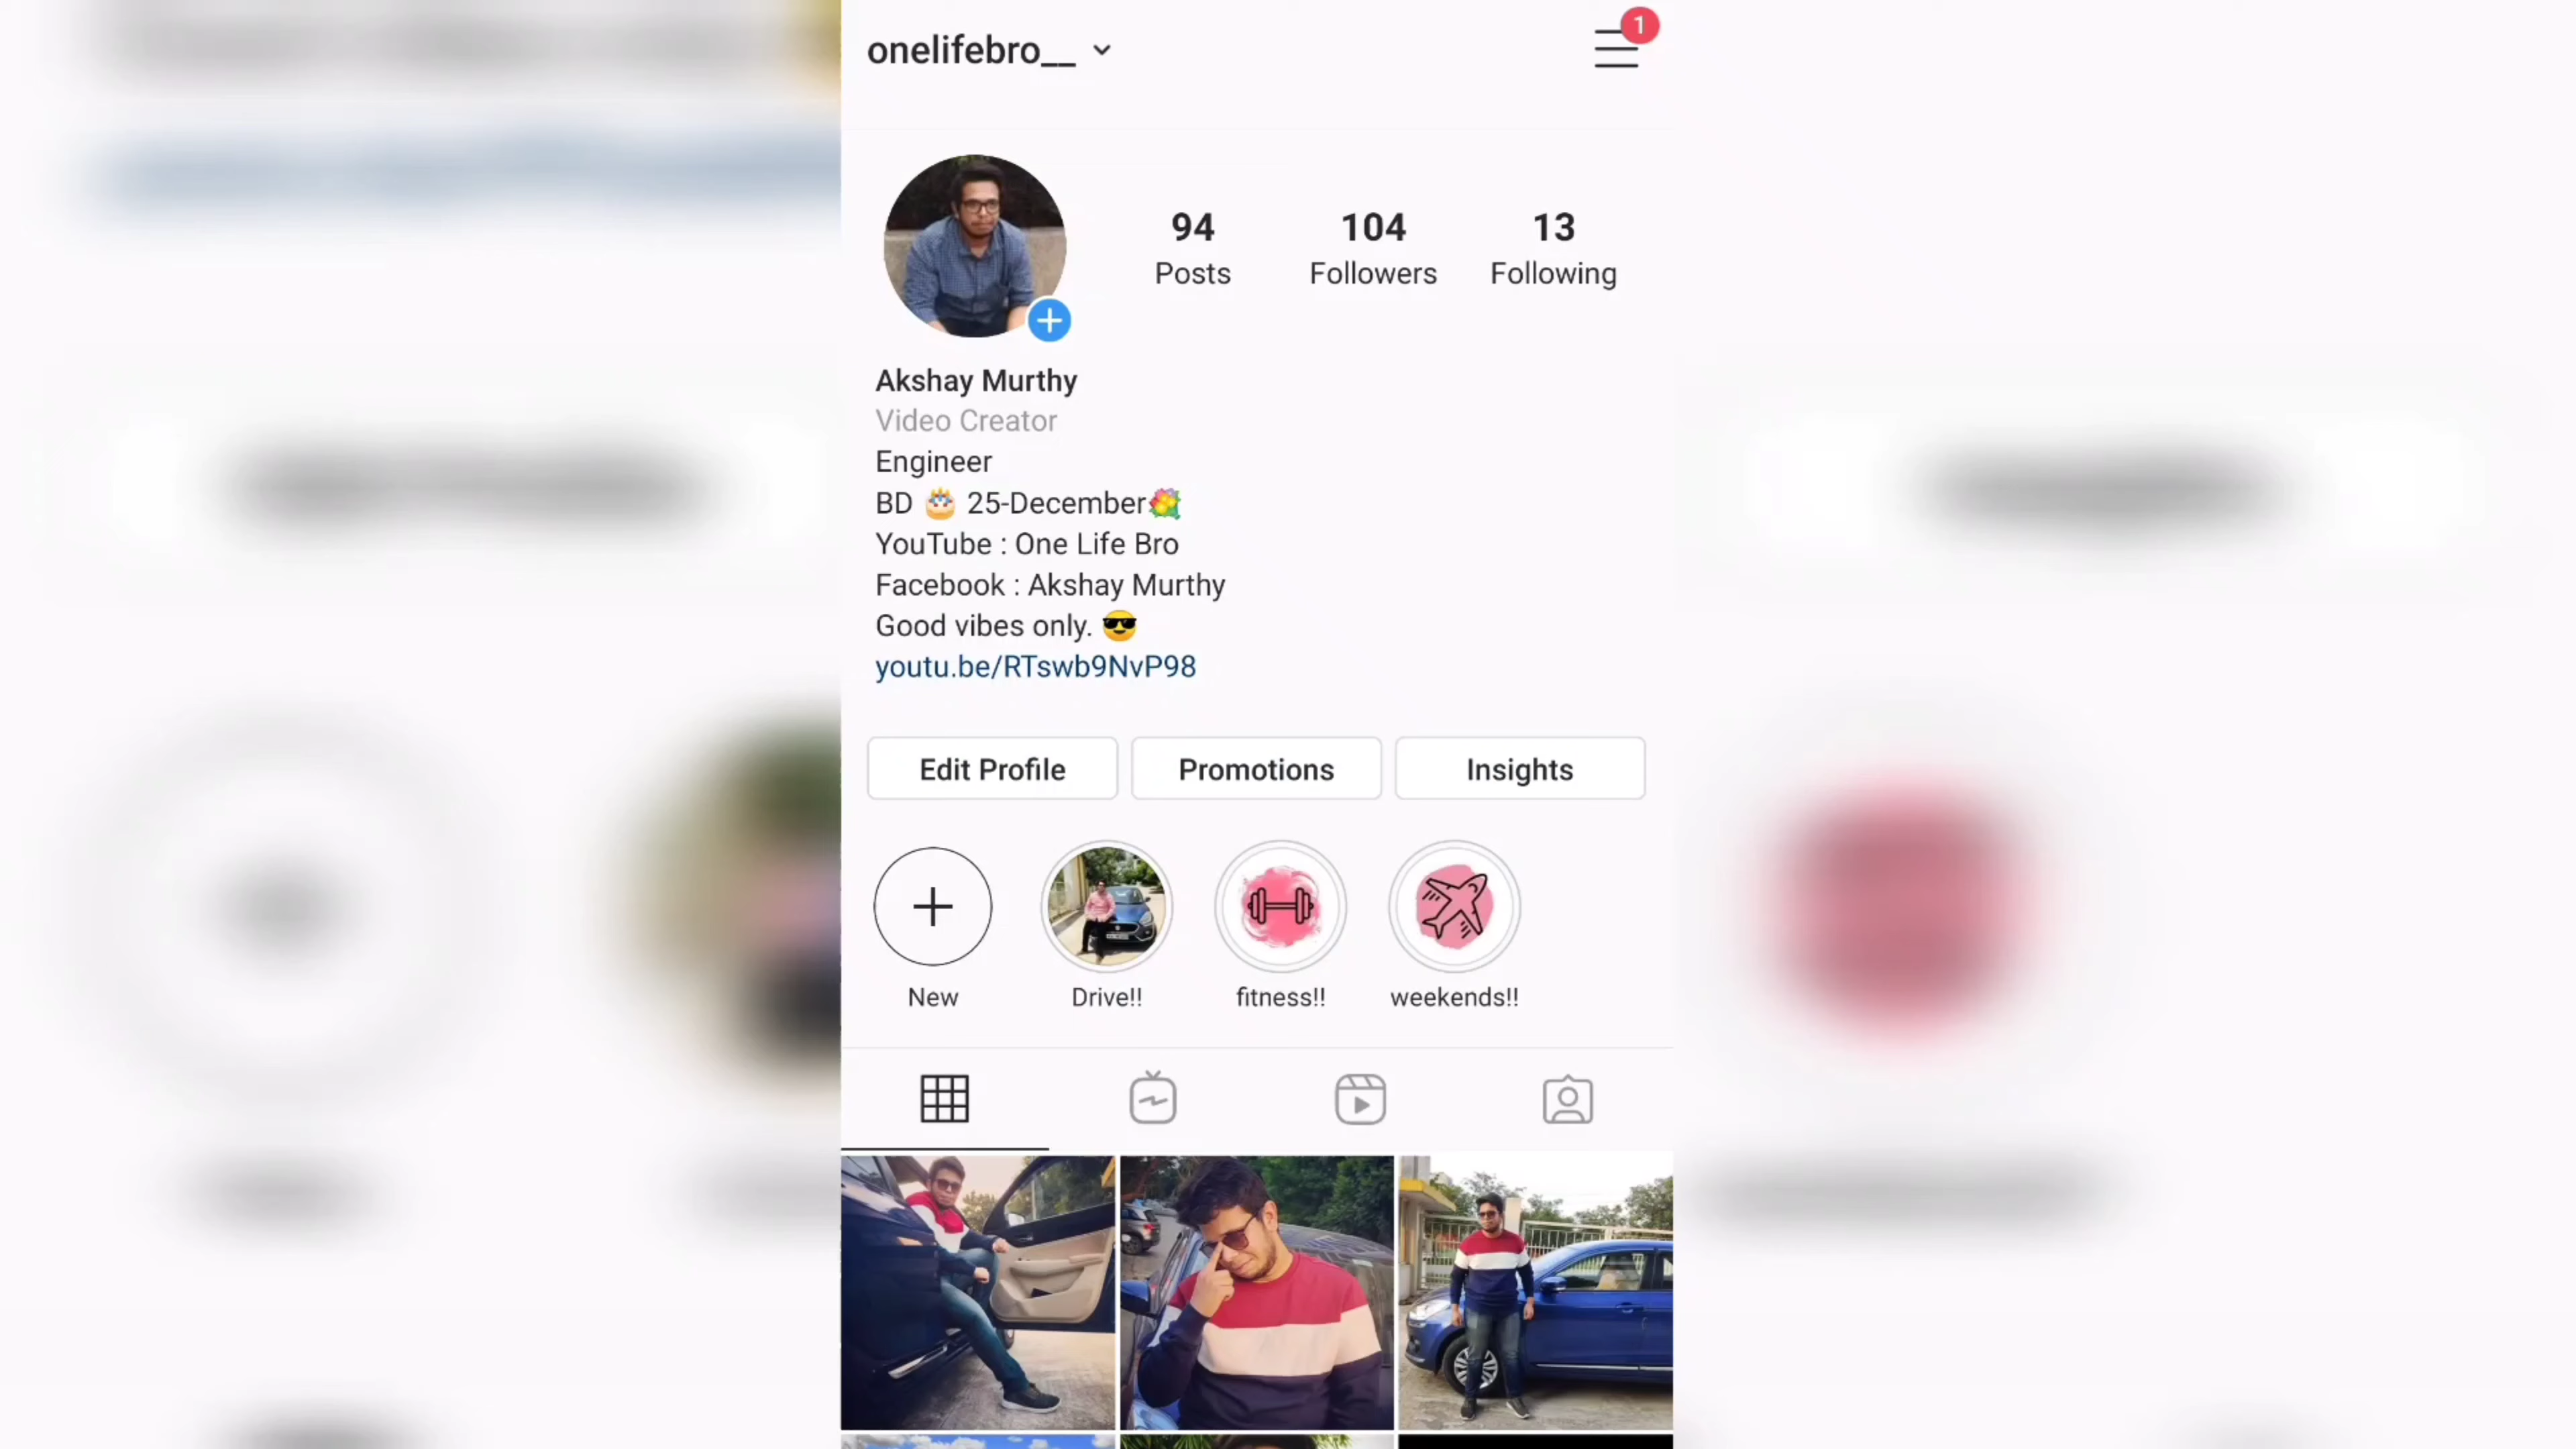 onelifebro__
1
94 104 13
Posts Followers Following
Akshay Murthy
Video Creator
Engineer
BD 🎂 25-December💐
YouTube : One Life Bro
Facebook : Akshay Murthy
Good vibes only. 😎
youtu.be/RTswb9NvP98
Edit Profile Promotions Insights
New Drive!! fitness!! weekends!!